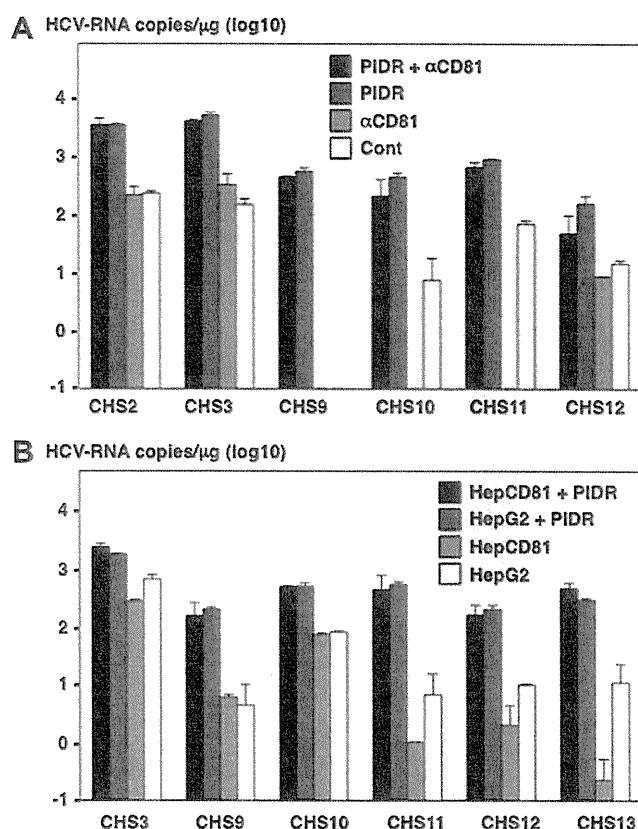 A HCV-RNA copies/μg (log10)
PIDR + αCD81
PIDR
αCD81
Cont
4
3
2
1
0
-1
CHS2 CHS3 CHS9 CHS10 CHS11 CHS12
B HCV-RNA copies/μg (log10)
HepCD81 + PIDR
HepG2 + PIDR
HepCD81
HepG2
4
3
2
1
0
-1
CHS3 CHS9 CHS10 CHS11 CHS12 CHS13